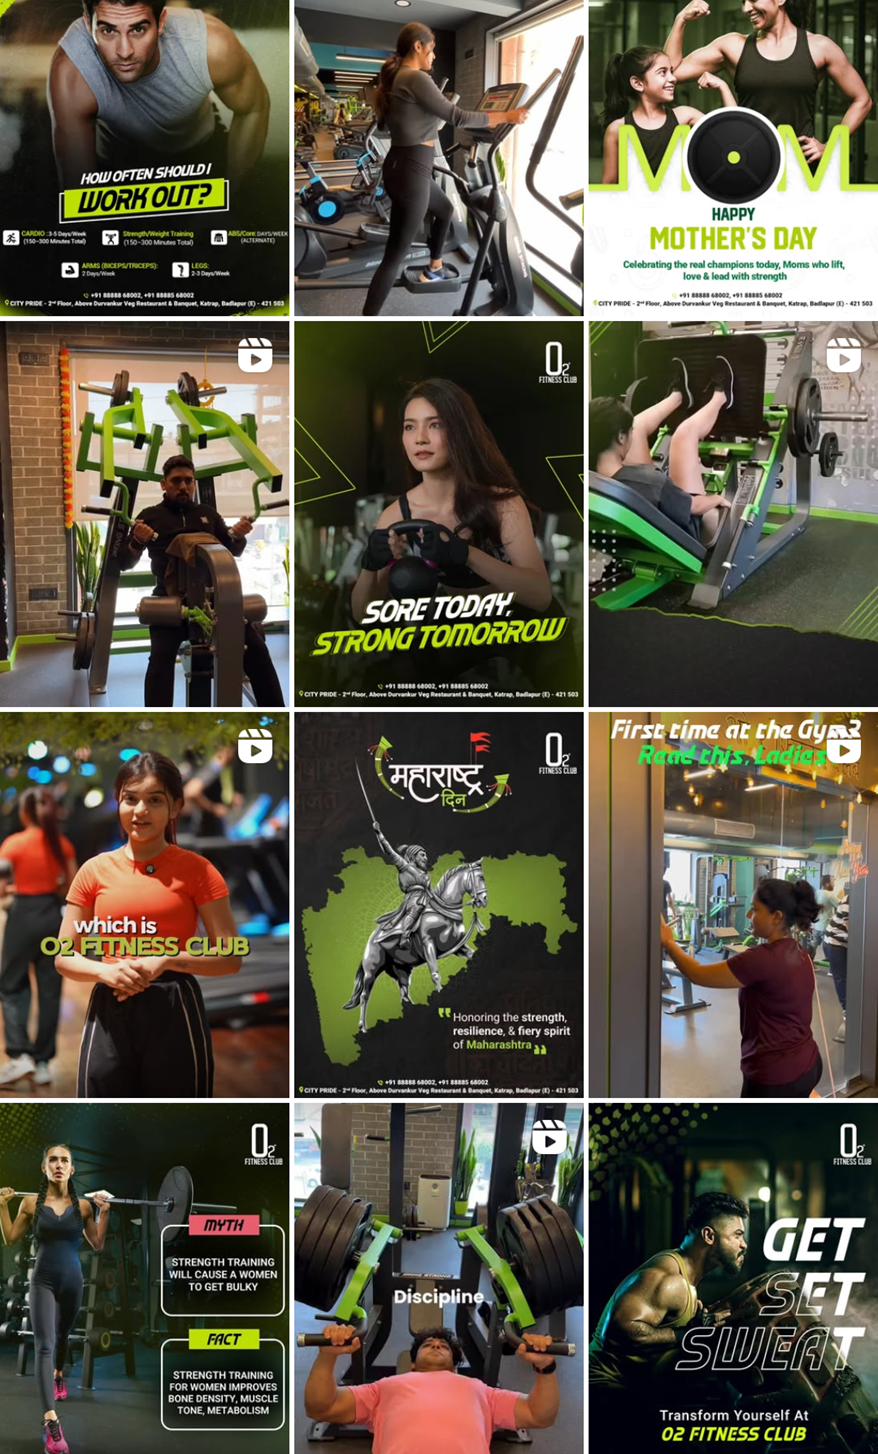 HOW OFTEN SHOULD I
WORK OUT?
CARDIO :3-5 Days/Week
(150-300 Minutes Total)
Strength/Weight Training
(150-300 Minutes Total)
ABS/Core: DAYS/WEEK
(ALTERNATE)
ARMS (BICEPS/TRICEPS):
2 Days/Week
LEGS:
2-3 Days/Week
+91 88888 68002, +91 88885 68002
CITY PRIDE - 2nd Floor, Above Durvankur Veg Restaurant & Banquet, Katrap, Badlapur (E) - 421 503
MOM
HAPPY
MOTHER'S DAY
Celebrating the real champions today, Moms who lift,
love & lead with strength
+91 88888 68002, +91 88885 68002
CITY PRIDE - 2nd Floor, Above Durvankur Veg Restaurant & Banquet, Katrap, Badlapur (E) - 421 503
O2
FITNESS CLUB
SORE TODAY,
STRONG TOMORROW
+91 88888 68002, +91 88885 68002
CITY PRIDE - 2nd Floor, Above Durvankur Veg Restaurant & Banquet, Katrap, Badlapur (E) - 421 503
which is
O2 FITNESS CLUB
महाराष्ट्र
दिन
O2
FITNESS CLUB
Honoring the strength,
resilience, & fiery spirit
of Maharashtra
+91 88888 68002, +91 88885 68002
CITY PRIDE - 2nd Floor, Above Durvankur Veg Restaurant & Banquet, Katrap, Badlapur (E) - 421 503
First time at the Gym?
Read this, Ladies
O2
FITNESS CLUB
MYTH
STRENGTH TRAINING
WILL CAUSE A WOMEN
TO GET BULKY
FACT
STRENGTH TRAINING
FOR WOMEN IMPROVES
BONE DENSITY, MUSCLE
TONE, METABOLISM
Discipline
O2
FITNESS CLUB
GET
SET
SWEAT
Transform Yourself At
O2 FITNESS CLUB